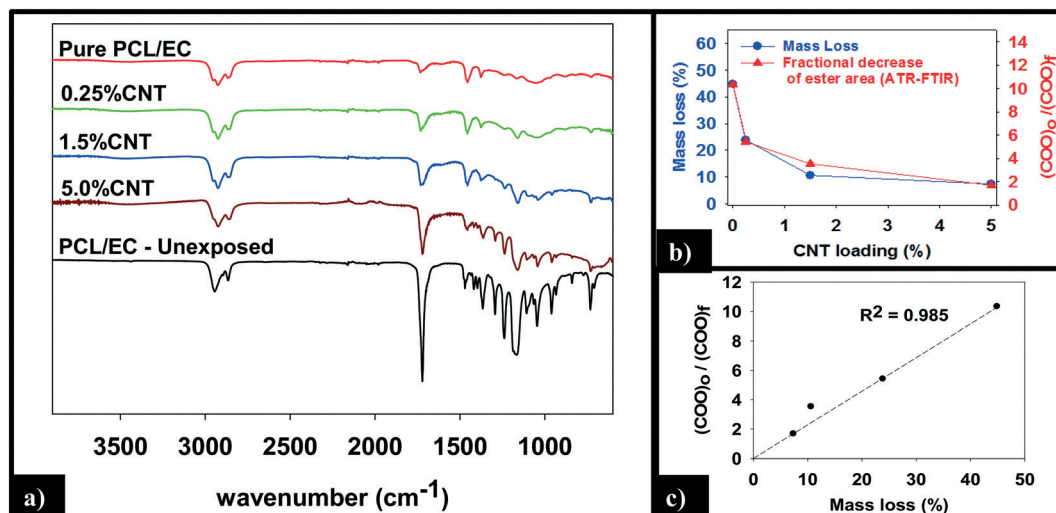 Pure PCL/EC
0.25%CNT
1.5%CNT
5.0%CNT
PCL/EC - Unexposed
3500 3000 2500 2000 1500 1000
wavenumber (cm-1)
a)
Mass Loss
Fractional decrease
of ester area (ATR-FTIR)
Mass loss (%)
60
50
40
30
20
10
0
14
12
10
8
6
4
2
0
(COO)o/(COO)f
0 1 2 3 4 5
CNT loading (%)
b)
R2 = 0.985
(COO)o / (COO)f
12
10
8
6
4
2
0
0 10 20 30 40 50
Mass loss (%)
c)